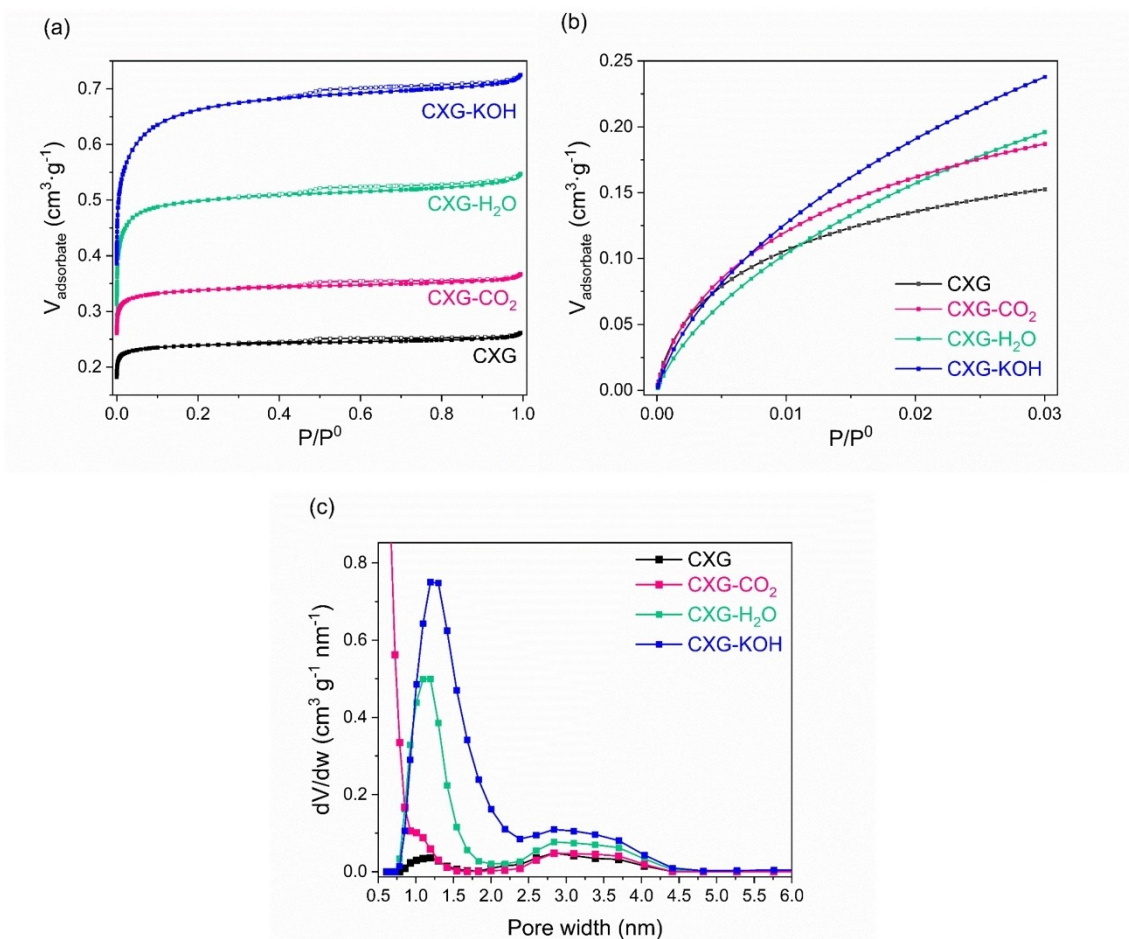 (a)
V_adsorbate (cm³·g⁻¹)
0.7
0.6
0.5
0.4
0.3
0.2
CXG-KOH
CXG-H₂O
CXG-CO₂
CXG
0.0 0.2 0.4 0.6 0.8 1.0
P/P⁰
(b)
V_adsorbate (cm³·g⁻¹)
0.25
0.20
0.15
0.10
0.05
0.00
CXG
CXG-CO₂
CXG-H₂O
CXG-KOH
0.00 0.01 0.02 0.03
P/P⁰
(c)
dV/dw (cm³ g⁻¹ nm⁻¹)
0.8
0.6
0.4
0.2
0.0
CXG
CXG-CO₂
CXG-H₂O
CXG-KOH
0.5 1.0 1.5 2.0 2.5 3.0 3.5 4.0 4.5 5.0 5.5 6.0
Pore width (nm)